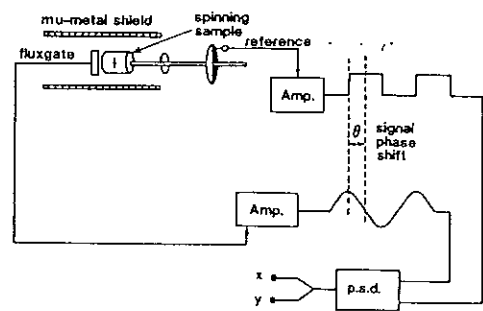 mu-metal shield
spinning
sample
fluxgate
reference
Amp.
θ
signal
phase
shift
Amp.
x
y
p.s.d.